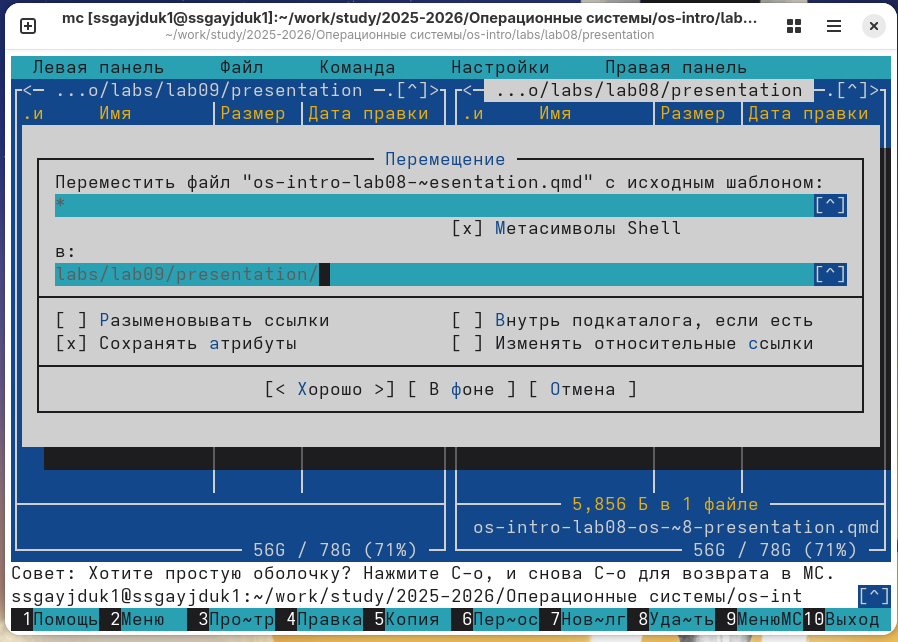 mc [ssgayjduk1@ssgayjduk1]:~/work/study/2025-2026/Операционные системы/os-intro/lab…
~/work/study/2025-2026/Операционные системы/os-intro/labs/lab08/presentation
Левая панель Файл Команда Настройки Правая панель
<─ ...o/labs/lab09/presentation ─.[^]> <─ ...o/labs/lab08/presentation ─.[^]>
.и Имя Размер Дата правки .и Имя Размер Дата правки
Перемещение
Переместить файл "os-intro-lab08-~esentation.qmd" с исходным шаблоном:
* [^]
[x] Метасимволы Shell
в:
labs/lab09/presentation/ [^]
[ ] Разыменовывать ссылки [ ] Внутрь подкаталога, если есть
[x] Сохранять атрибуты [ ] Изменять относительные ссылки
[< Хорошо >] [ В фоне ] [ Отмена ]
5,856 Б в 1 файле
os-intro-lab08-os-~8-presentation.qmd
56G / 78G (71%) 56G / 78G (71%)
Совет: Хотите простую оболочку? Нажмите C-o, и снова C-o для возврата в MC.
ssgayjduk1@ssgayjduk1:~/work/study/2025-2026/Операционные системы/os-int [^]
1Помощь 2Меню 3Про~тр 4Правка 5Копия 6Пер~ос 7Нов~лг 8Уда~ть 9МенюMC 10Выход